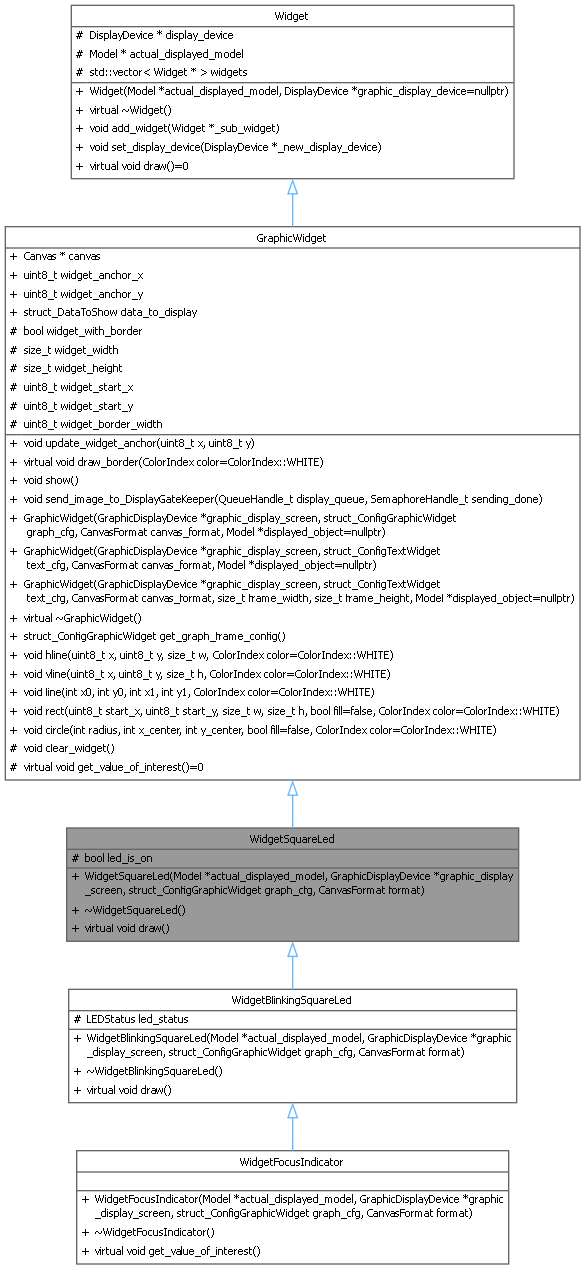 Widget
# DisplayDevice * display_device
# Model * actual_displayed_model
# std::vector< Widget * > widgets
+ Widget(Model *actual_displayed_model, DisplayDevice *graphic_display_device=nullptr)
+ virtual ~Widget()
+ void add_widget(Widget *_sub_widget)
+ void set_display_device(DisplayDevice *_new_display_device)
+ virtual void draw()=0
GraphicWidget
+ Canvas * canvas
+ uint8_t widget_anchor_x
+ uint8_t widget_anchor_y
+ struct_DataToShow data_to_display
# bool widget_with_border
# size_t widget_width
# size_t widget_height
# uint8_t widget_start_x
# uint8_t widget_start_y
# uint8_t widget_border_width
+ void update_widget_anchor(uint8_t x, uint8_t y)
+ virtual void draw_border(ColorIndex color=ColorIndex::WHITE)
+ void show()
+ void send_image_to_DisplayGateKeeper(QueueHandle_t display_queue, SemaphoreHandle_t sending_done)
+ GraphicWidget(GraphicDisplayDevice *graphic_display_screen, struct_ConfigGraphicWidget
graph_cfg, CanvasFormat canvas_format, Model *displayed_object=nullptr)
+ GraphicWidget(GraphicDisplayDevice *graphic_display_screen, struct_ConfigTextWidget
text_cfg, CanvasFormat canvas_format, Model *displayed_object=nullptr)
+ GraphicWidget(GraphicDisplayDevice *graphic_display_screen, struct_ConfigTextWidget
text_cfg, CanvasFormat canvas_format, size_t frame_width, size_t frame_height, Model *displayed_object=nullptr)
+ virtual ~GraphicWidget()
+ struct_ConfigGraphicWidget get_graph_frame_config()
+ void hline(uint8_t x, uint8_t y, size_t w, ColorIndex color=ColorIndex::WHITE)
+ void vline(uint8_t x, uint8_t y, size_t h, ColorIndex color=ColorIndex::WHITE)
+ void line(int x0, int y0, int x1, int y1, ColorIndex color=ColorIndex::WHITE)
+ void rect(uint8_t start_x, uint8_t start_y, size_t w, size_t h, bool fill=false, ColorIndex color=ColorIndex::WHITE)
+ void circle(int radius, int x_center, int y_center, bool fill=false, ColorIndex color=ColorIndex::WHITE)
# void clear_widget()
# virtual void get_value_of_interest()=0
WidgetSquareLed
# bool led_is_on
+ WidgetSquareLed(Model *actual_displayed_model, GraphicDisplayDevice *graphic_display
_screen, struct_ConfigGraphicWidget graph_cfg, CanvasFormat format)
+ ~WidgetSquareLed()
+ virtual void draw()
WidgetBlinkingSquareLed
# LEDStatus led_status
+ WidgetBlinkingSquareLed(Model *actual_displayed_model, GraphicDisplayDevice *graphic
_display_screen, struct_ConfigGraphicWidget graph_cfg, CanvasFormat format)
+ ~WidgetBlinkingSquareLed()
+ virtual void draw()
WidgetFocusIndicator
+ WidgetFocusIndicator(Model *actual_displayed_model, GraphicDisplayDevice *graphic
_display_screen, struct_ConfigGraphicWidget graph_cfg, CanvasFormat format)
+ ~WidgetFocusIndicator()
+ virtual void get_value_of_interest()